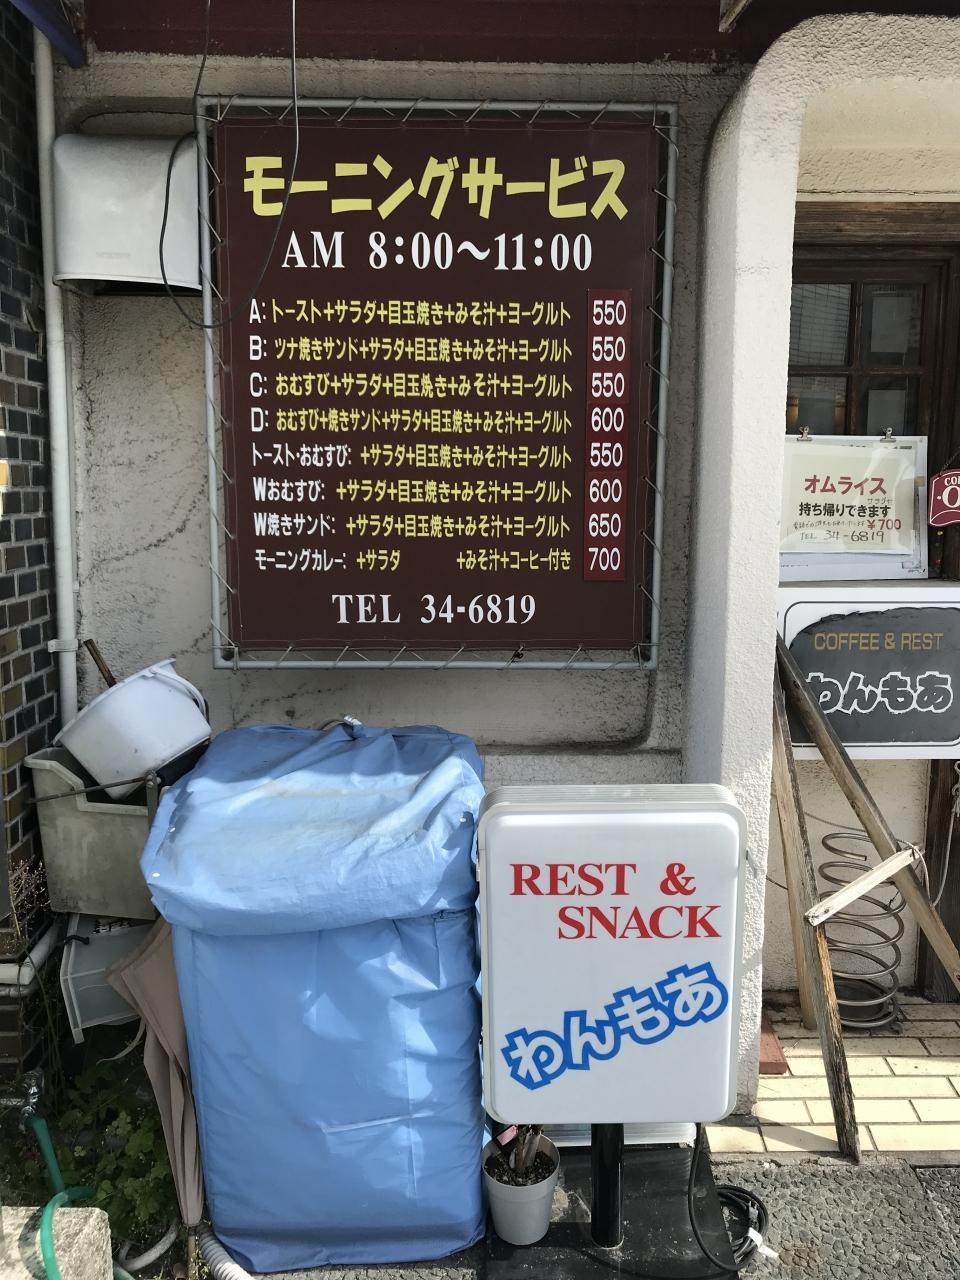 モーニングサービス
AM 8:00～11:00
A: トースト+サラダ+目玉焼き+みそ汁+ヨーグルト 550
B: ツナ焼きサンド+サラダ+目玉焼き+みそ汁+ヨーグルト 550
C: おむすび+サラダ+目玉焼き+みそ汁+ヨーグルト 550
D: おむすび+焼きサンド+サラダ+目玉焼き+みそ汁+ヨーグルト 600
トースト・おむすび: +サラダ+目玉焼き+みそ汁+ヨーグルト 550
Wおむすび: +サラダ+目玉焼き+みそ汁+ヨーグルト 600
W焼きサンド: +サラダ+目玉焼き+みそ汁+ヨーグルト 650
モーニングカレー: +サラダ +みそ汁+コーヒー付き 700
TEL 34-6819
オムライス
サラダ付
持ち帰りできます
¥700
TEL 34-6819
COFFEE & REST
わんもあ
REST &
SNACK
わんもあ